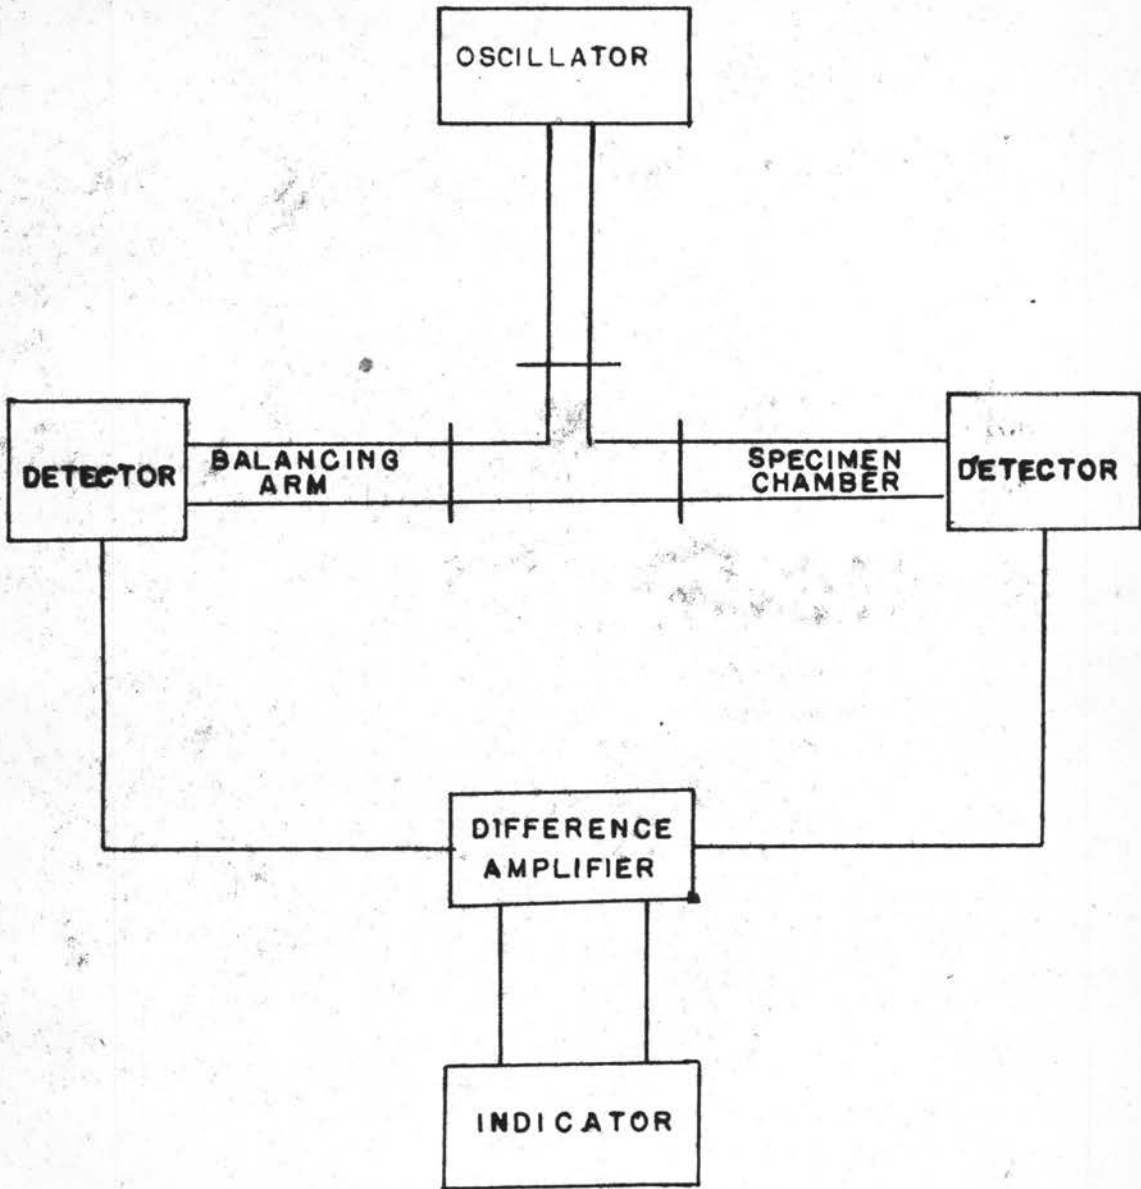 OSCILLATOR
DETECTOR
BALANCING
ARM
SPECIMEN
CHAMBER
DETECTOR
DIFFERENCE
AMPLIFIER
INDICATOR